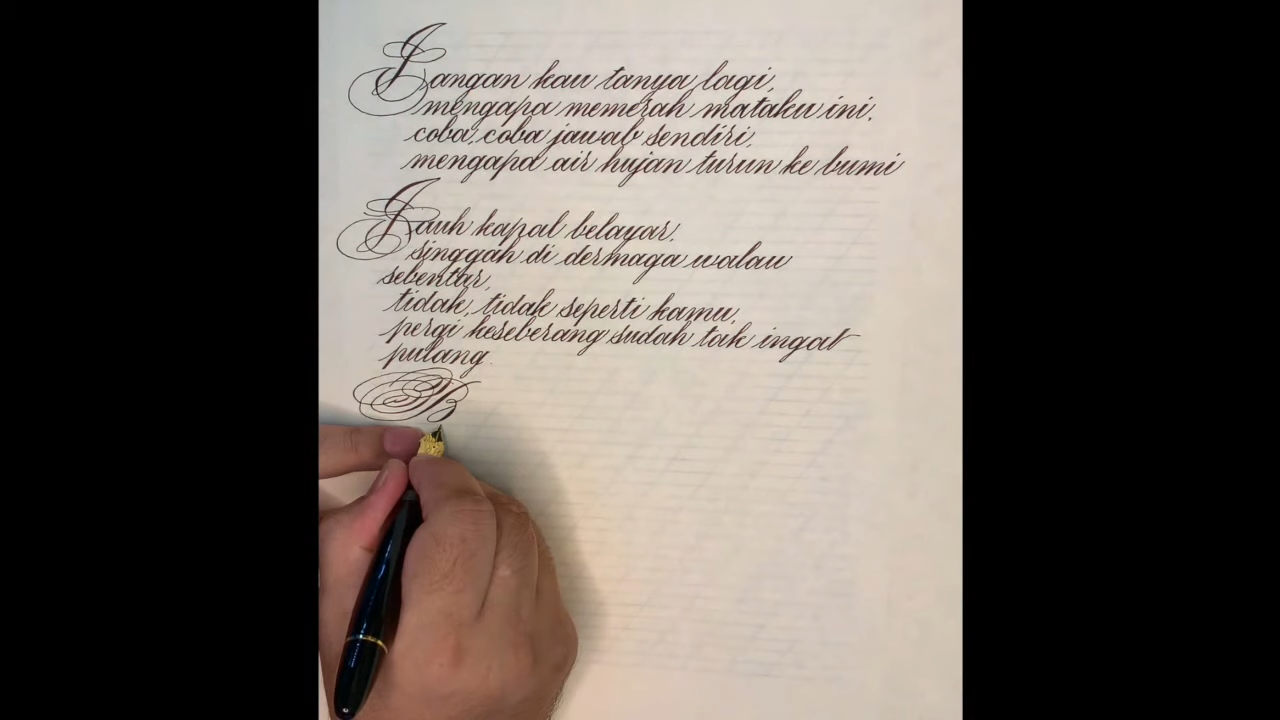 Jangan kau tanya lagi,
mengapa memerah mataku ini.
coba, coba jawab sendiri,
mengapa air hujan turun ke bumi
Jauh kapal belayar.
singgah di dermaga walau
sebentar,
tidak, tidak seperti kamu,
pergi keseberang sudah tak ingat
pulang.
B